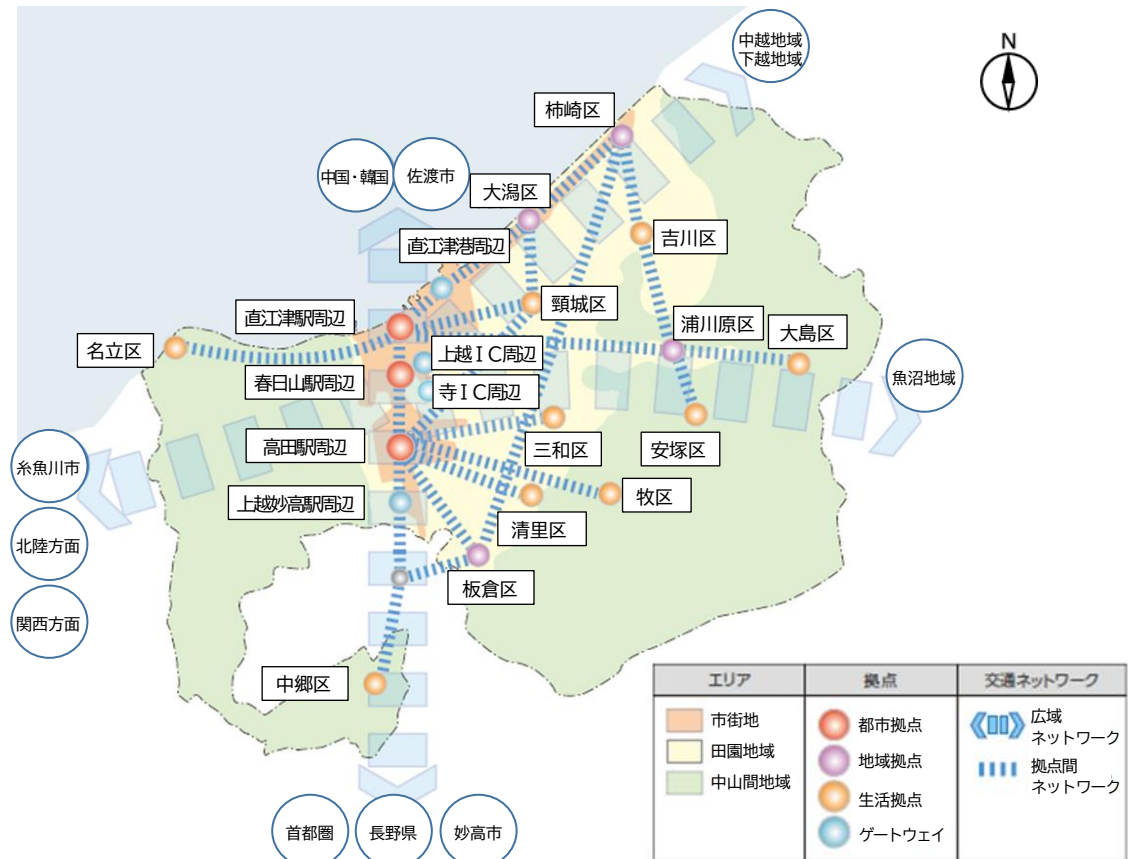 中越地域
下越地域
N
柿崎区
中国・韓国
佐渡市
大潟区
直江津港周辺
吉川区
頸城区
直江津駅周辺
浦川原区
大島区
名立区
上越IC周辺
春日山駅周辺
魚沼地域
寺IC周辺
高田駅周辺
三和区
安塚区
糸魚川市
上越妙高駅周辺
牧区
清里区
北陸方面
板倉区
関西方面
中郷区
エリア
拠点
交通ネットワーク
市街地
田園地域
中山間地域
都市拠点
地域拠点
生活拠点
ゲートウェイ
広域
ネットワーク
拠点間
ネットワーク
首都圏
長野県
妙高市